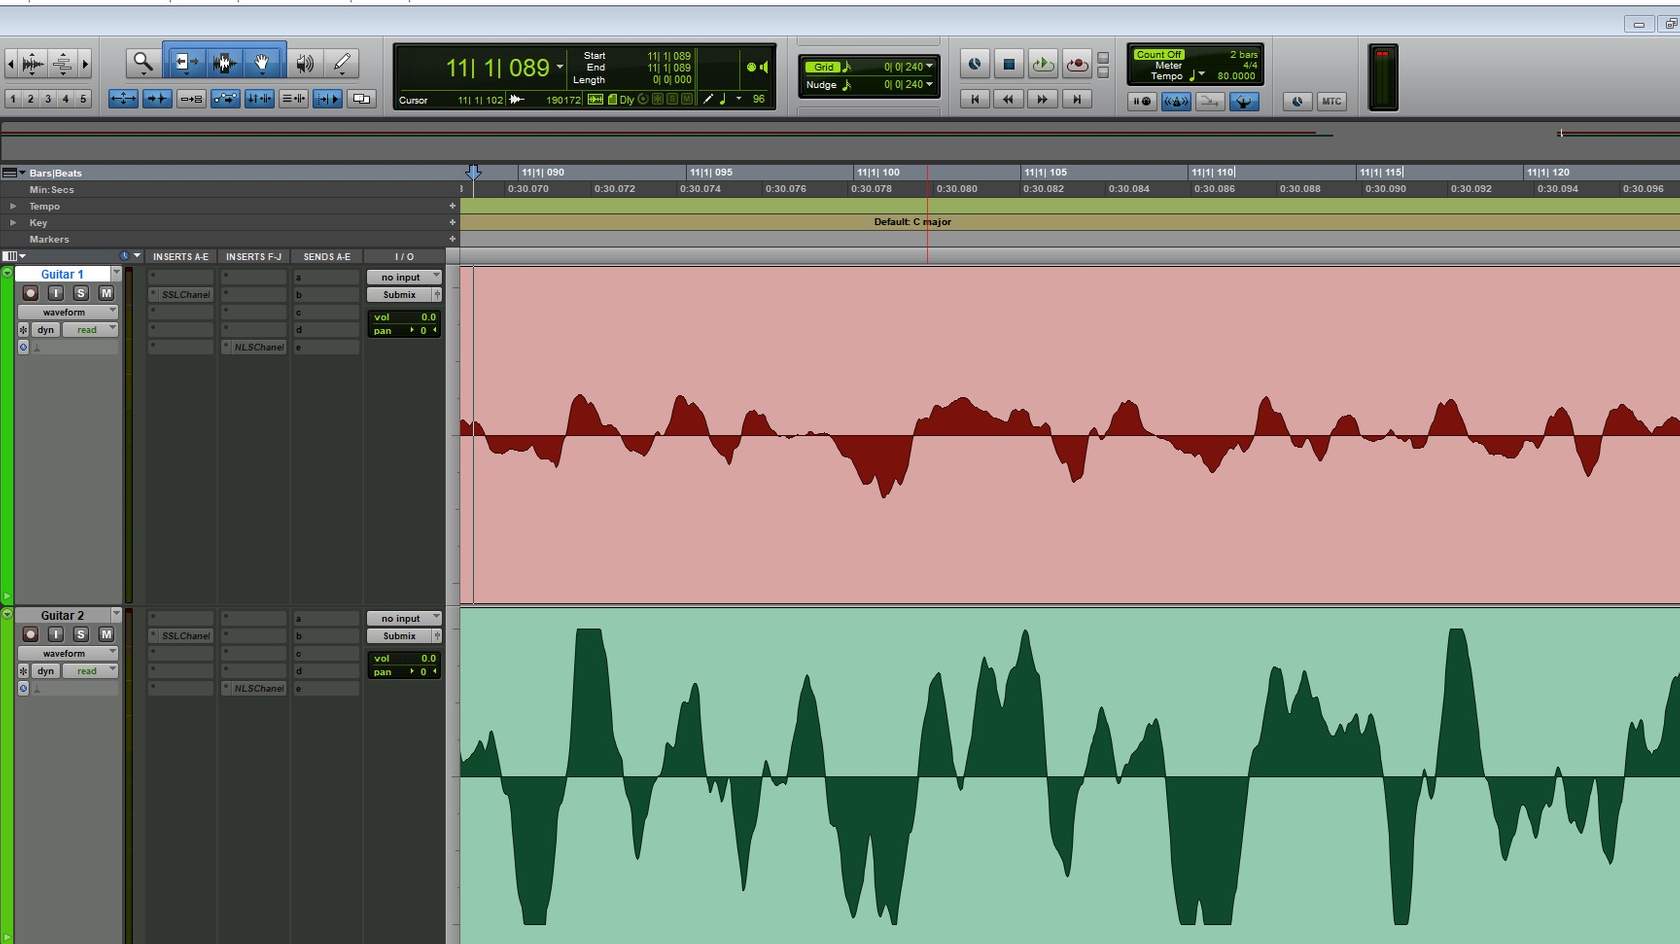 11| 1| 089
Start 11| 1| 089
End 11| 1| 089
Length 0| 0| 000
Cursor 11| 1| 102 190172 Dly S M 96
Grid 0| 0| 240
Nudge 0| 0| 240
Count Off 2 bars
Meter 4/4
Tempo 80.0000
1 2 3 4 5
MTC
Bars|Beats 11|1| 090 11|1| 095 11|1| 100 11|1| 105 11|1| 110 11|1| 115 11|1| 120
Min:Secs 0:30.070 0:30.072 0:30.074 0:30.076 0:30.078 0:30.080 0:30.082 0:30.084 0:30.086 0:30.088 0:30.090 0:30.092 0:30.094 0:30.096
Tempo +
Key + Default: C major
Markers +
INSERTS A-E INSERTS F-J SENDS A-E I / O
Guitar 1 a no input
I S M SSLChanel b Submix
waveform c vol 0.0
dyn read d pan 0
NLSChanel e
Guitar 2 a no input
I S M SSLChanel b Submix
waveform c vol 0.0
dyn read d pan 0
NLSChanel e